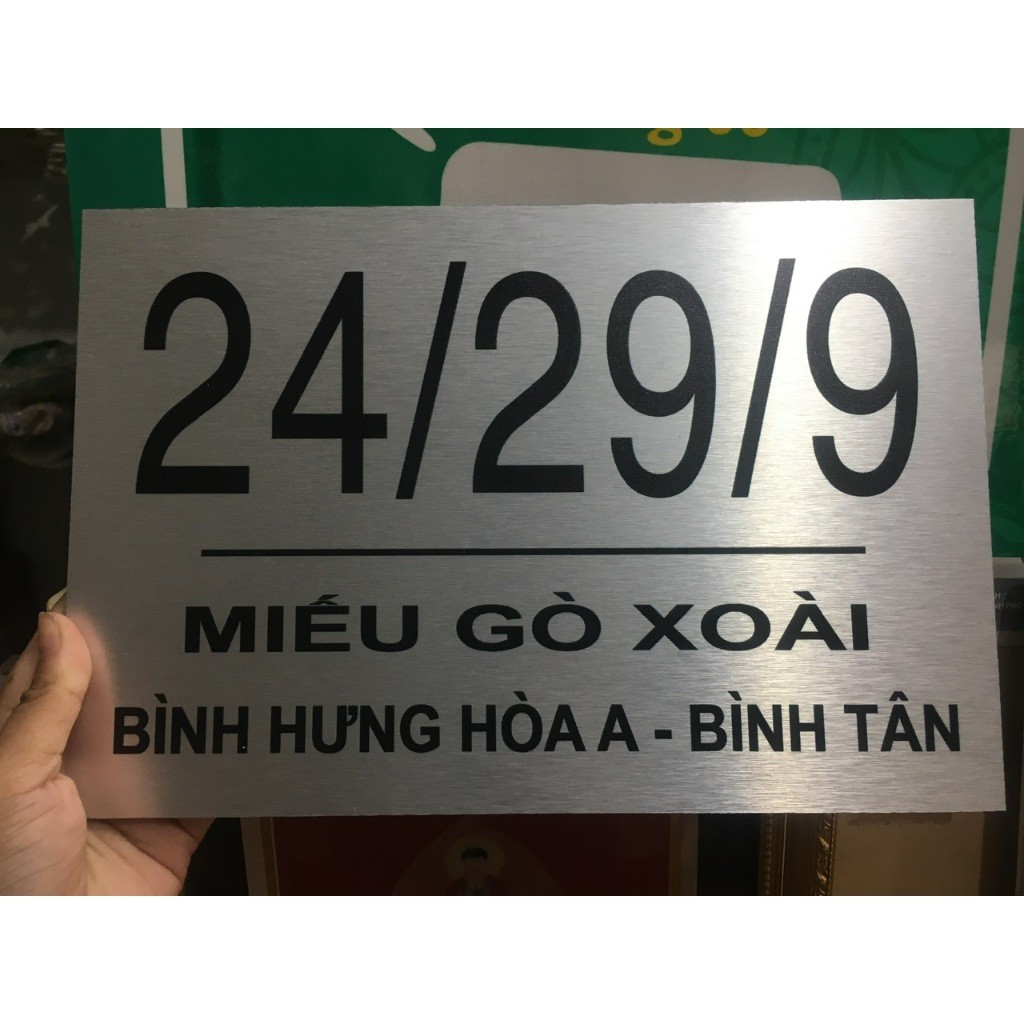 24/29/9
MIẾU GÒ XOÀI
BÌNH HƯNG HÒA A - BÌNH TÂN